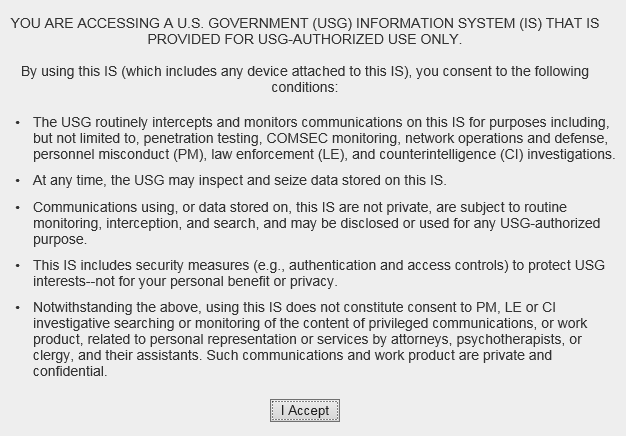 YOU ARE ACCESSING A U.S. GOVERNMENT (USG) INFORMATION SYSTEM (IS) THAT IS
PROVIDED FOR USG-AUTHORIZED USE ONLY.
By using this IS (which includes any device attached to this IS), you consent to the following
conditions:
• The USG routinely intercepts and monitors communications on this IS for purposes including,
but not limited to, penetration testing, COMSEC monitoring, network operations and defense,
personnel misconduct (PM), law enforcement (LE), and counterintelligence (CI) investigations.
• At any time, the USG may inspect and seize data stored on this IS.
• Communications using, or data stored on, this IS are not private, are subject to routine
monitoring, interception, and search, and may be disclosed or used for any USG-authorized
purpose.
• This IS includes security measures (e.g., authentication and access controls) to protect USG
interests--not for your personal benefit or privacy.
• Notwithstanding the above, using this IS does not constitute consent to PM, LE or CI
investigative searching or monitoring of the content of privileged communications, or work
product, related to personal representation or services by attorneys, psychotherapists, or
clergy, and their assistants. Such communications and work product are private and
confidential.
I Accept